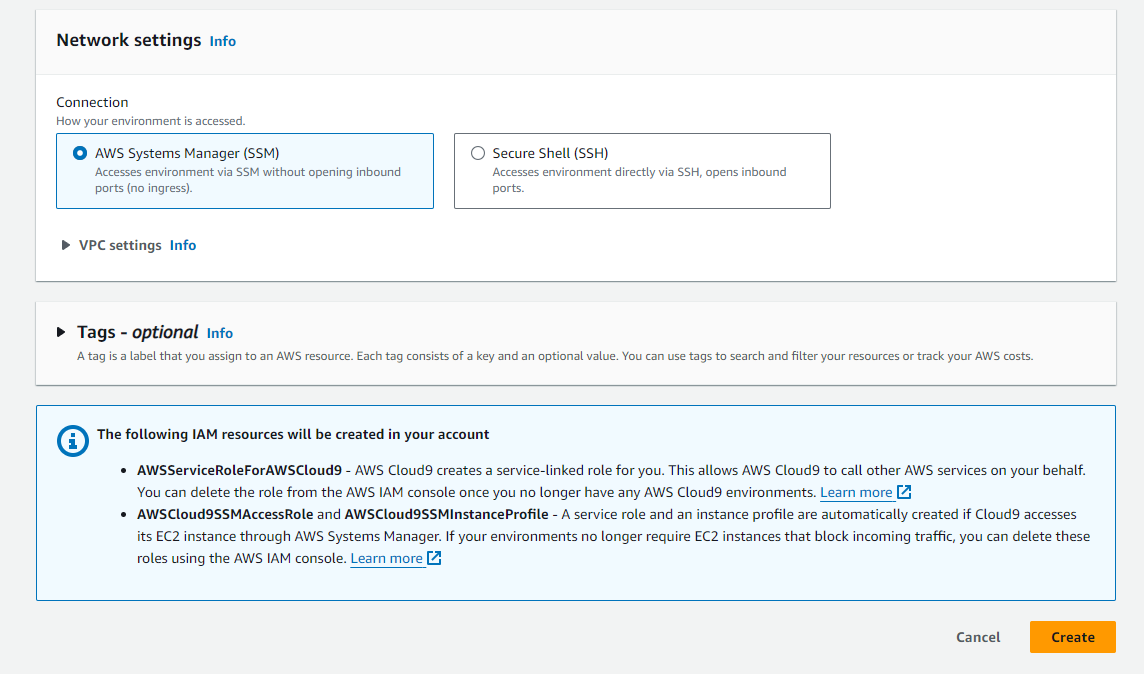 Network settings Info
Connection
How your environment is accessed.
AWS Systems Manager (SSM)
Accesses environment via SSM without opening inbound
ports (no ingress).
Secure Shell (SSH)
Accesses environment directly via SSH, opens inbound
ports.
VPC settings Info
Tags - optional Info
A tag is a label that you assign to an AWS resource. Each tag consists of a key and an optional value. You can use tags to search and filter your resources or track your AWS costs.
The following IAM resources will be created in your account
• AWSServiceRoleForAWSCloud9 - AWS Cloud9 creates a service-linked role for you. This allows AWS Cloud9 to call other AWS services on your behalf.
You can delete the role from the AWS IAM console once you no longer have any AWS Cloud9 environments. Learn more
• AWSCloud9SSMAccessRole and AWSCloud9SSMInstanceProfile - A service role and an instance profile are automatically created if Cloud9 accesses
its EC2 instance through AWS Systems Manager. If your environments no longer require EC2 instances that block incoming traffic, you can delete these
roles using the AWS IAM console. Learn more
Cancel Create